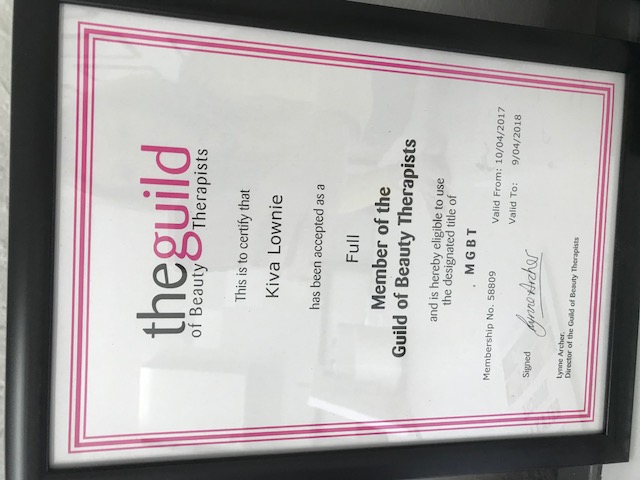 theguild
of Beauty Therapists
This is to certify that
Kiva Lownie
has been accepted as a
Full
Member of the
Guild of Beauty Therapists
and is hereby eligible to use
the designated title of
. M G B T
Membership No. 58809
Valid From: 10/04/2017
Valid To: 9/04/2018
Signed Lynne Archer
Lynne Archer.
Director of the Guild of Beauty Therapists